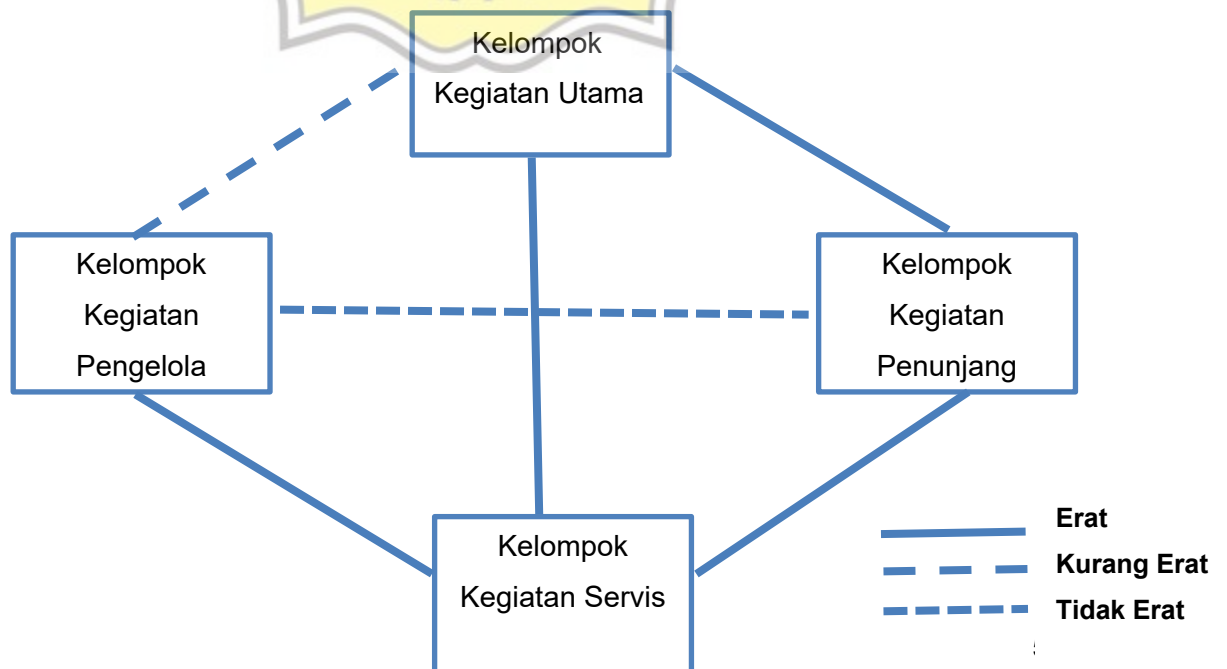 Kelompok
Kegiatan Utama
Kelompok
Kegiatan
Pengelola
Kelompok
Kegiatan
Penunjang
Kelompok
Kegiatan Servis
Erat
Kurang Erat
Tidak Erat